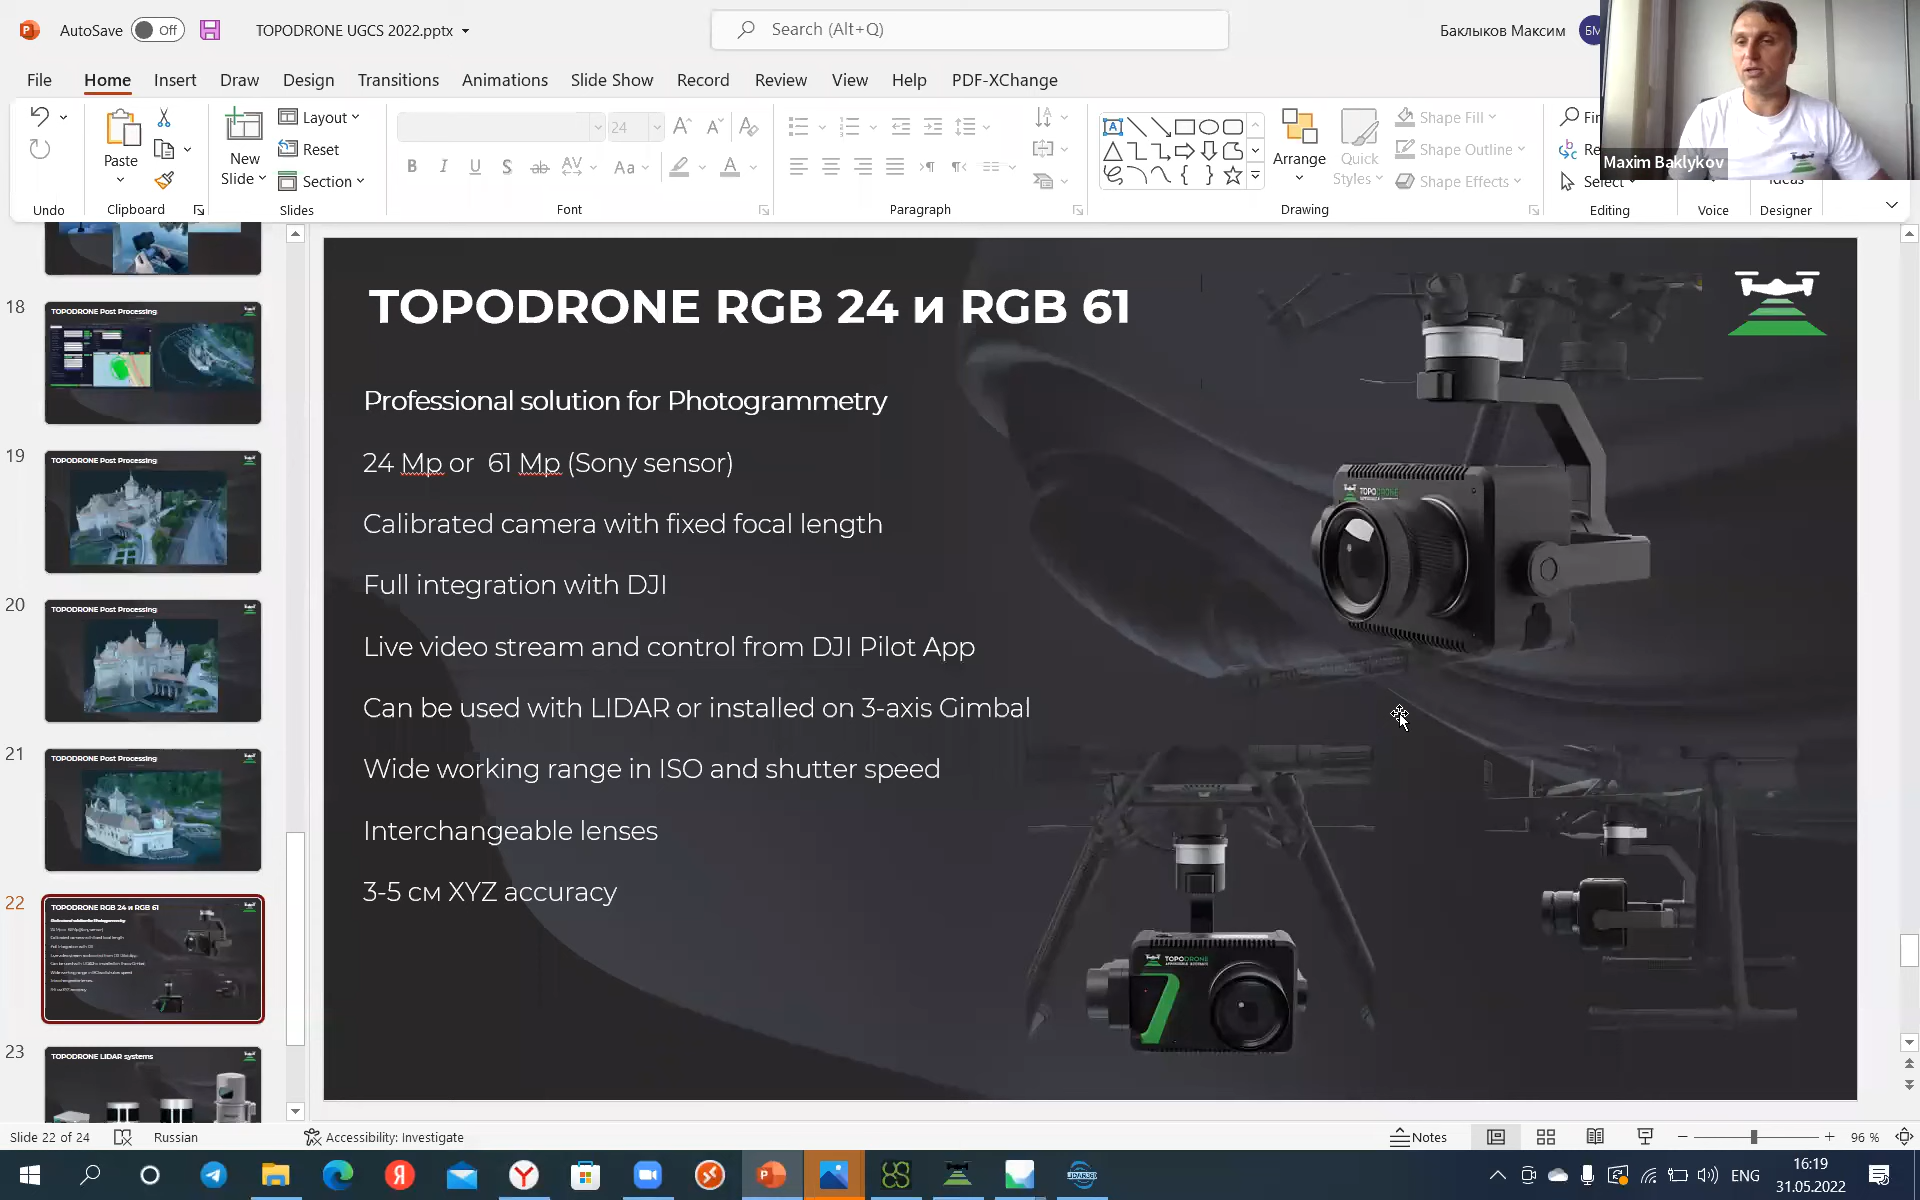 AutoSave Off
TOPODRONE UGCS 2022.pptx
Search (Alt+Q)
Баклыков Максим БМ
File Home Insert Draw Design Transitions Animations Slide Show Record Review View Help PDF-XChange
Paste
New Slide
Layout
Reset
Section
24
Arrange
Quick Styles
Shape Fill
Shape Outline
Shape Effects
Select
Maxim Baklykov
Undo Clipboard Slides Font Paragraph Drawing Editing Voice Designer
18
TOPODRONE Post Processing
19
TOPODRONE Post Processing
20
TOPODRONE Post Processing
21
TOPODRONE Post Processing
22
TOPODRONE RGB 24 и RGB 61
23
TOPODRONE LIDAR systems
TOPODRONE RGB 24 и RGB 61
Professional solution for Photogrammetry
24 Mp or 61 Mp (Sony sensor)
Calibrated camera with fixed focal length
Full integration with DJI
Live video stream and control from DJI Pilot App
Can be used with LIDAR or installed on 3-axis Gimbal
Wide working range in ISO and shutter speed
Interchangeable lenses
3-5 см XYZ accuracy
TOPODRONE
TOPODRONE
Slide 22 of 24 Russian Accessibility: Investigate Notes 96 %
ENG
16:19
31.05.2022